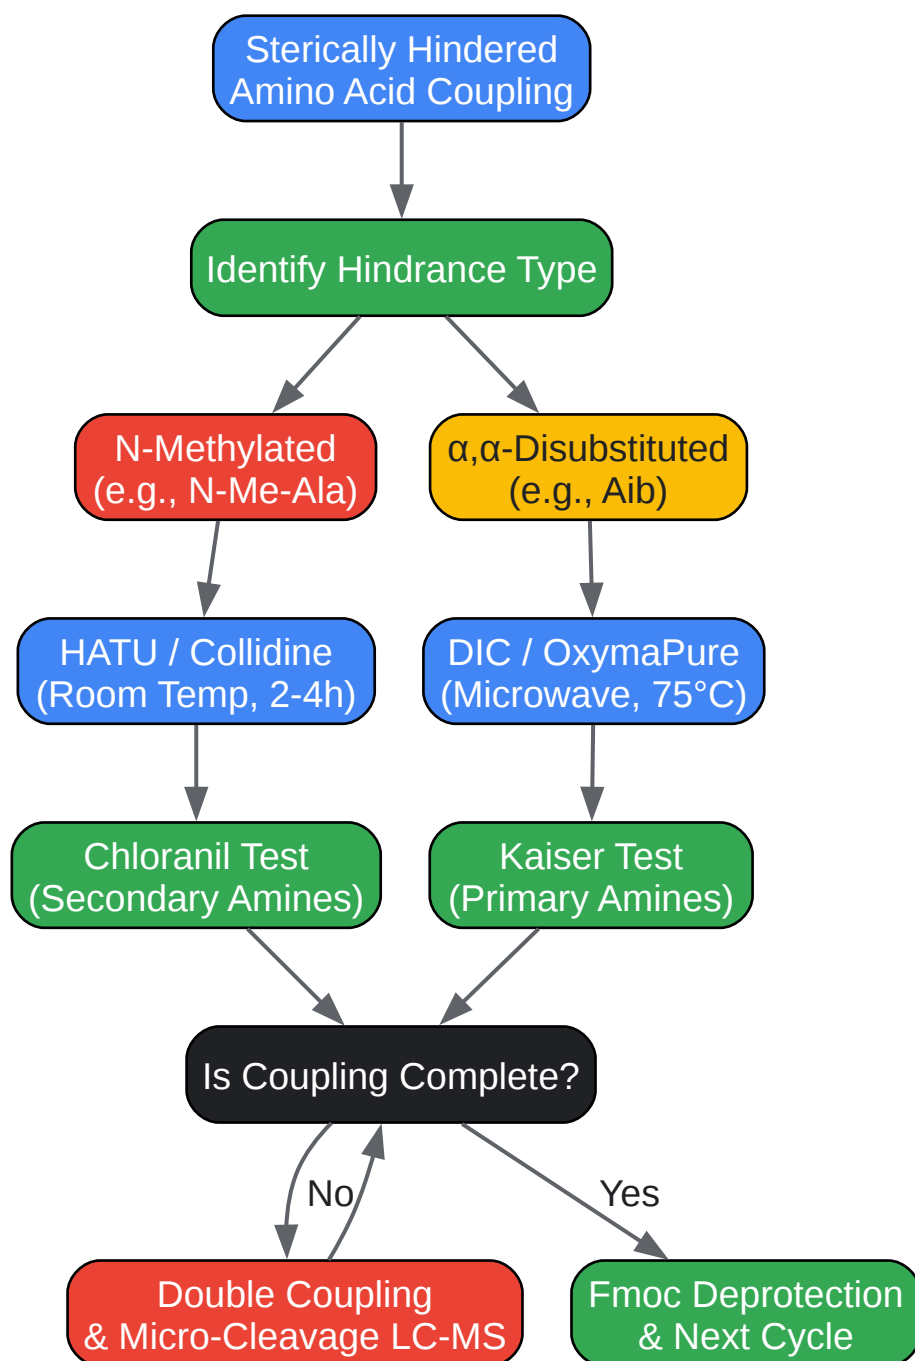 Sterically Hindered
Amino Acid Coupling
Identify Hindrance Type
N-Methylated
(e.g., N-Me-Ala)
α,α-Disubstituted
(e.g., Aib)
HATU / Collidine
(Room Temp, 2-4h)
DIC / OxymaPure
(Microwave, 75°C)
Chloranil Test
(Secondary Amines)
Kaiser Test
(Primary Amines)
Is Coupling Complete?
No
Yes
Double Coupling
& Micro-Cleavage LC-MS
Fmoc Deprotection
& Next Cycle